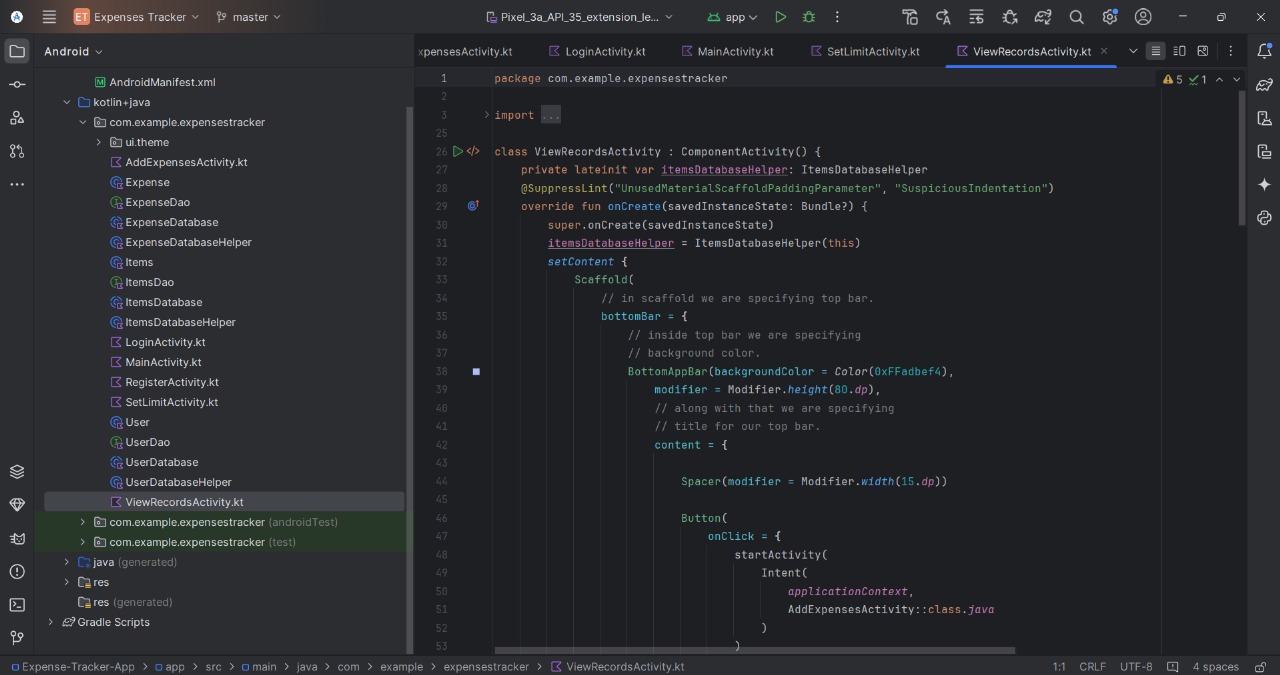 ET Expenses Tracker
master
Pixel_3a_API_35_extension_le...
app
Android
AndroidManifest.xml
kotlin+java
com.example.expensestracker
ui.theme
AddExpensesActivity.kt
Expense
ExpenseDao
ExpenseDatabase
ExpenseDatabaseHelper
Items
ItemsDao
ItemsDatabase
ItemsDatabaseHelper
LoginActivity.kt
MainActivity.kt
RegisterActivity.kt
SetLimitActivity.kt
User
UserDao
UserDatabase
UserDatabaseHelper
ViewRecordsActivity.kt
com.example.expensestracker (androidTest)
com.example.expensestracker (test)
java (generated)
res
res (generated)
Gradle Scripts
xpensesActivity.kt
LoginActivity.kt
MainActivity.kt
SetLimitActivity.kt
ViewRecordsActivity.kt
5 1
1 package com.example.expensestracker
2
3 import ...
25
26 class ViewRecordsActivity : ComponentActivity() {
27 private lateinit var itemsDatabaseHelper: ItemsDatabaseHelper
28 @SuppressLint("UnusedMaterialScaffoldPaddingParameter", "SuspiciousIndentation")
29 override fun onCreate(savedInstanceState: Bundle?) {
30 super.onCreate(savedInstanceState)
31 itemsDatabaseHelper = ItemsDatabaseHelper(this)
32 setContent {
33 Scaffold(
34 // in scaffold we are specifying top bar.
35 bottomBar = {
36 // inside top bar we are specifying
37 // background color.
38 BottomAppBar(backgroundColor = Color(0xFFadbef4),
39 modifier = Modifier.height(80.dp),
40 // along with that we are specifying
41 // title for our top bar.
42 content = {
43
44 Spacer(modifier = Modifier.width(15.dp))
45
46 Button(
47 onClick = {
48 startActivity(
49 Intent(
50 applicationContext,
51 AddExpensesActivity::class.java
52 )
53 )
Expense-Tracker-App > app > src > main > java > com > example > expensestracker > ViewRecordsActivity.kt
1:1 CRLF UTF-8 4 spaces